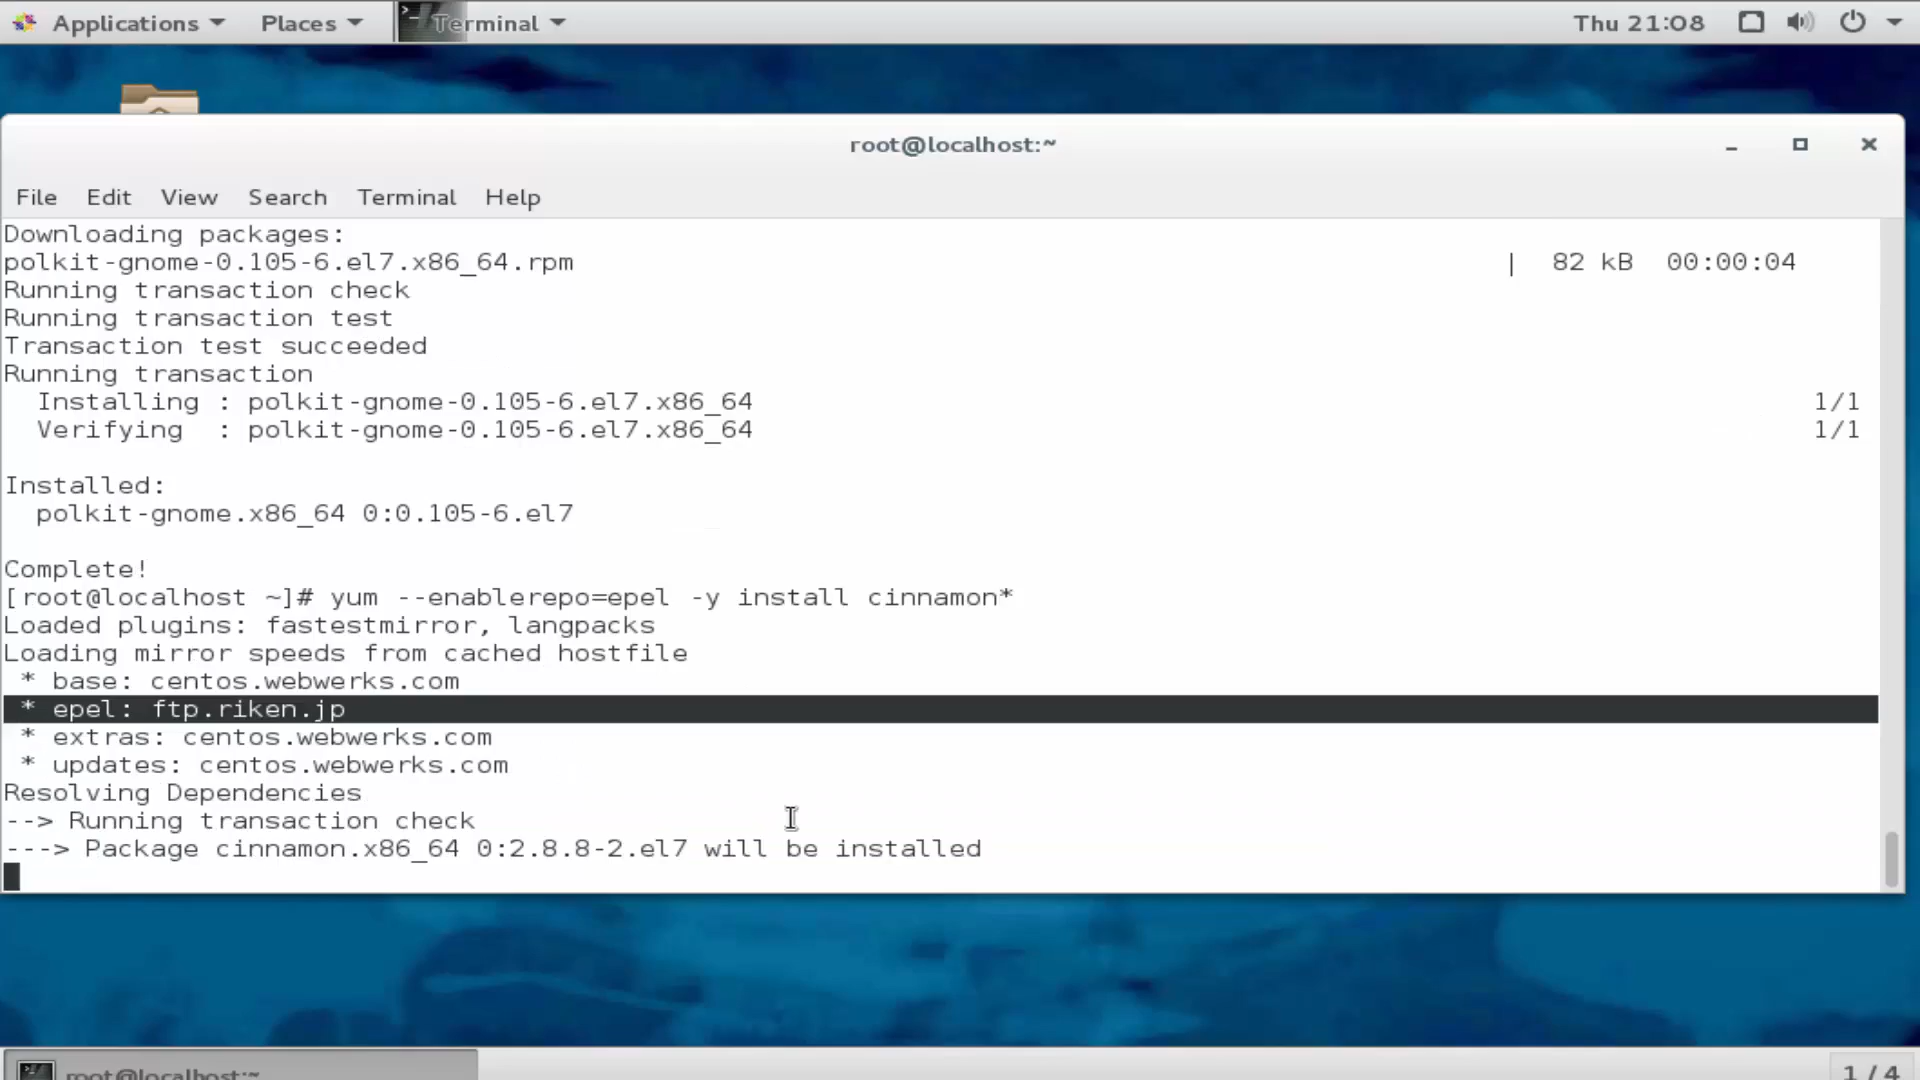 Applications Places Terminal Thu 21:08
root@localhost:~
File Edit View Search Terminal Help
Downloading packages:
polkit-gnome-0.105-6.el7.x86_64.rpm | 82 kB 00:00:04
Running transaction check
Running transaction test
Transaction test succeeded
Running transaction
Installing : polkit-gnome-0.105-6.el7.x86_64 1/1
Verifying : polkit-gnome-0.105-6.el7.x86_64 1/1
Installed:
polkit-gnome.x86_64 0:0.105-6.el7
Complete!
[root@localhost ~]# yum --enablerepo=epel -y install cinnamon*
Loaded plugins: fastestmirror, langpacks
Loading mirror speeds from cached hostfile
* base: centos.webwerks.com
* epel: ftp.riken.jp
* extras: centos.webwerks.com
* updates: centos.webwerks.com
Resolving Dependencies
--> Running transaction check
---> Package cinnamon.x86_64 0:2.8.8-2.el7 will be installed
root@localhost:~ 1 / 4